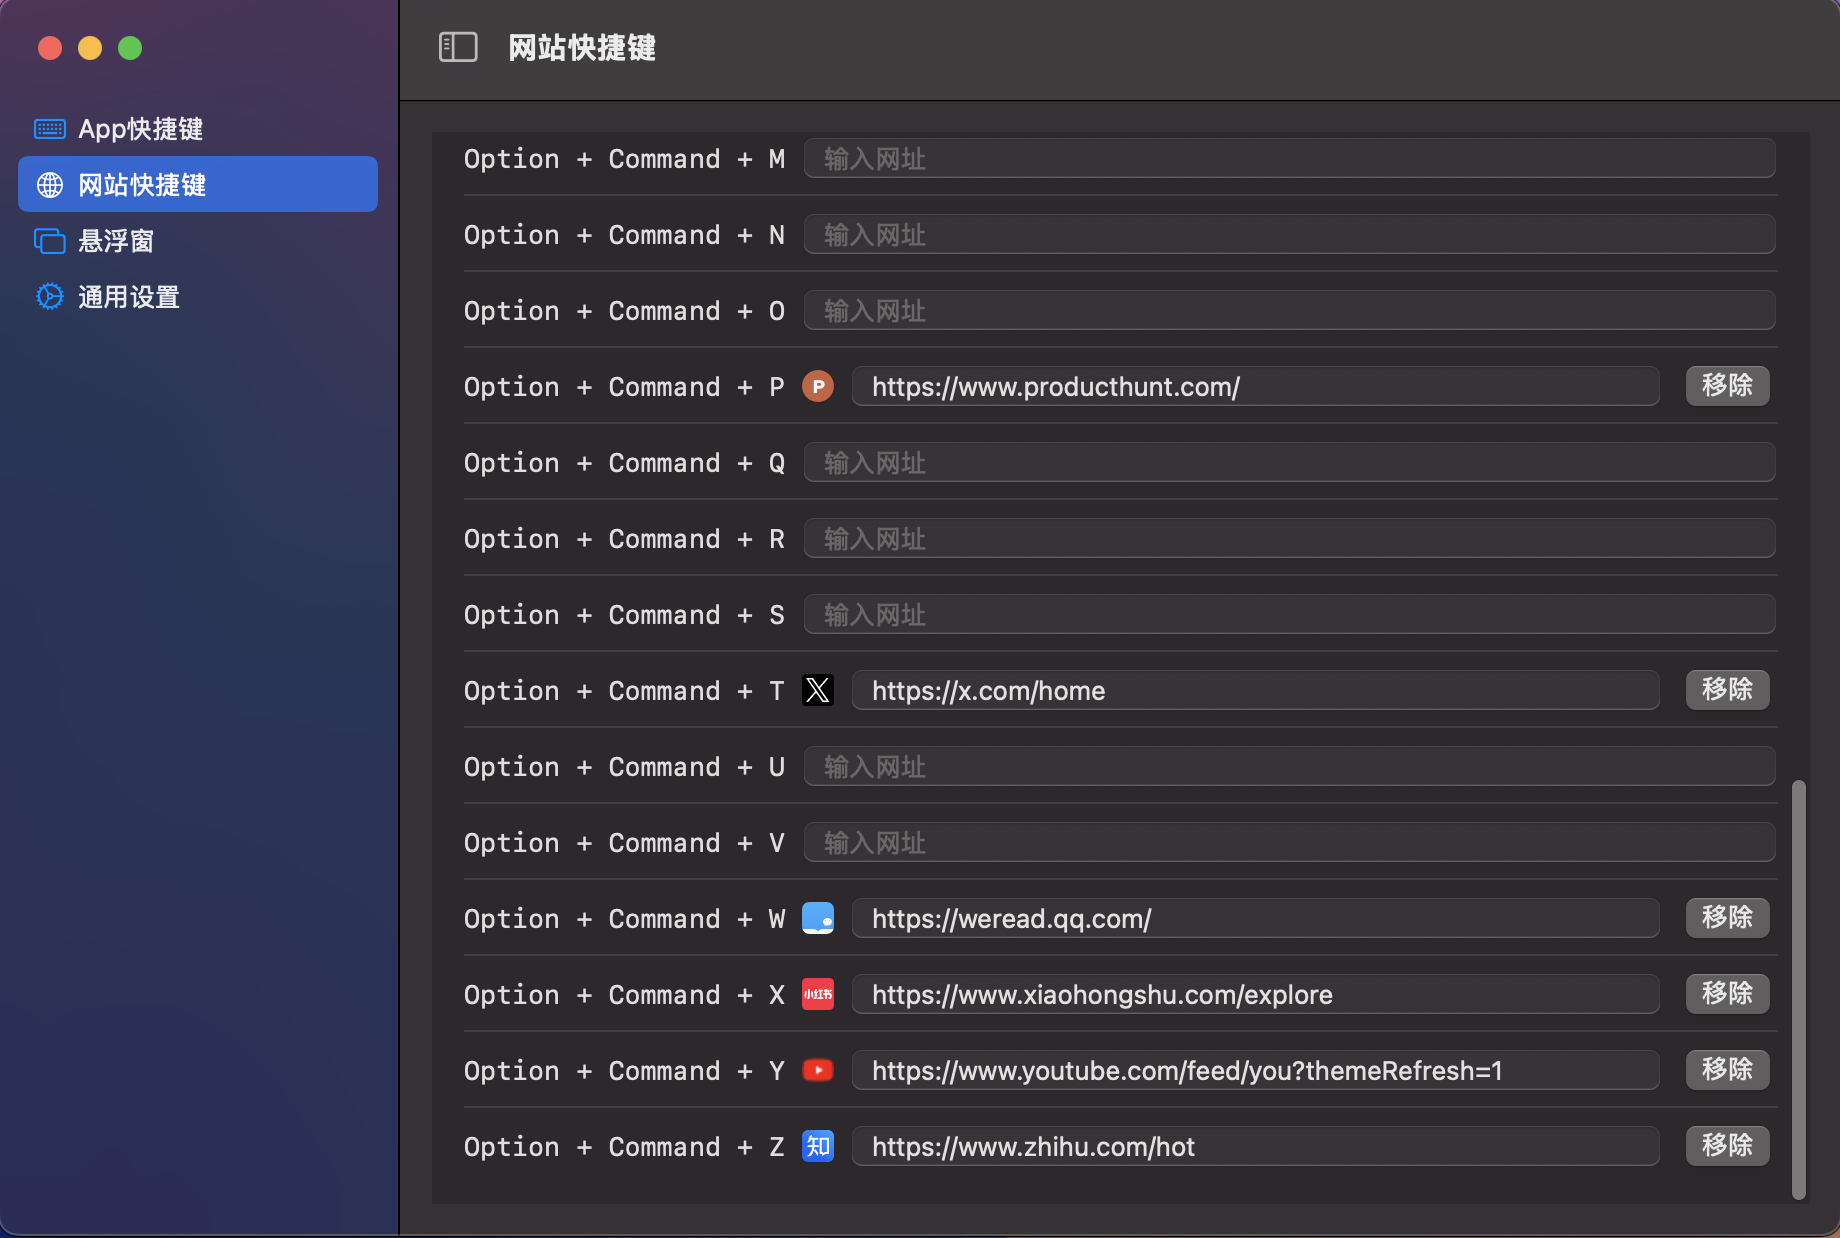 网站快捷键
App快捷键
网站快捷键
悬浮窗
通用设置
Option + Command + M 输入网址
Option + Command + N 输入网址
Option + Command + O 输入网址
Option + Command + P P https://www.producthunt.com/ 移除
Option + Command + Q 输入网址
Option + Command + R 输入网址
Option + Command + S 输入网址
Option + Command + T X https://x.com/home 移除
Option + Command + U 输入网址
Option + Command + V 输入网址
Option + Command + W https://weread.qq.com/ 移除
Option + Command + X 小红书 https://www.xiaohongshu.com/explore 移除
Option + Command + Y https://www.youtube.com/feed/you?themeRefresh=1 移除
Option + Command + Z 知 https://www.zhihu.com/hot 移除